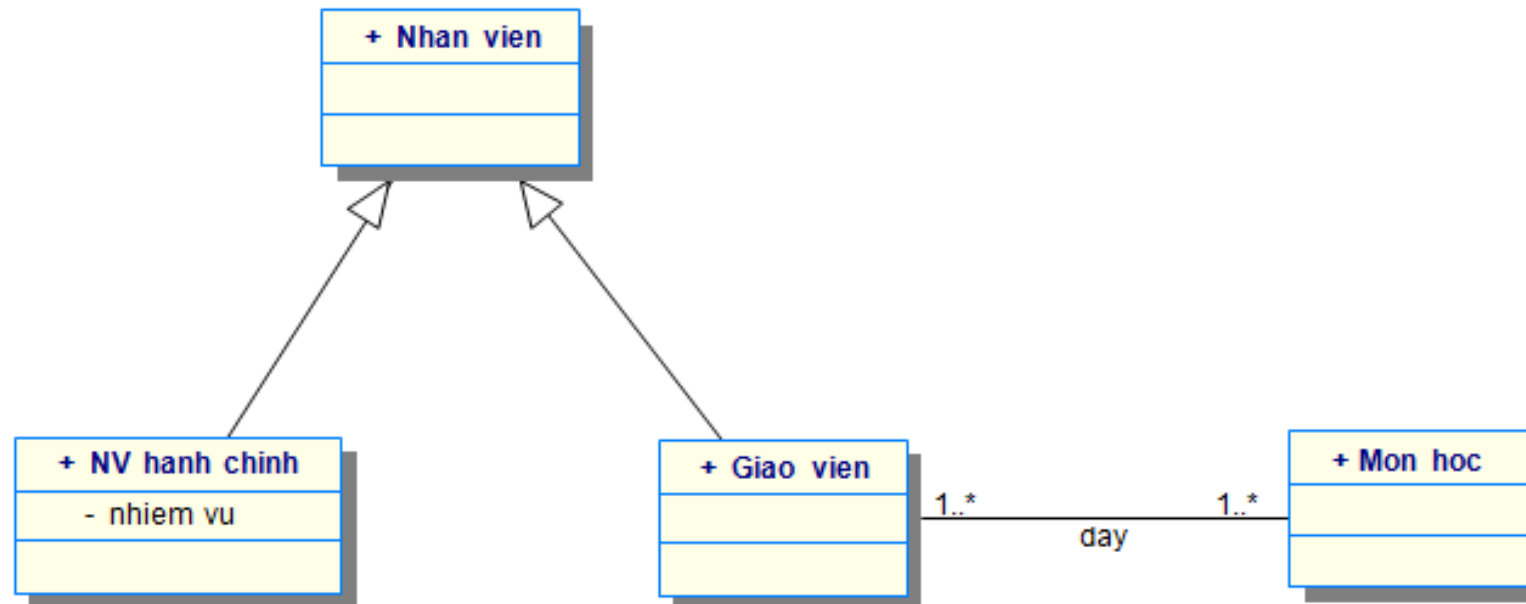 + Nhan vien
+ NV hanh chinh
- nhiem vu
+ Giao vien
1..*
day
1..*
+ Mon hoc